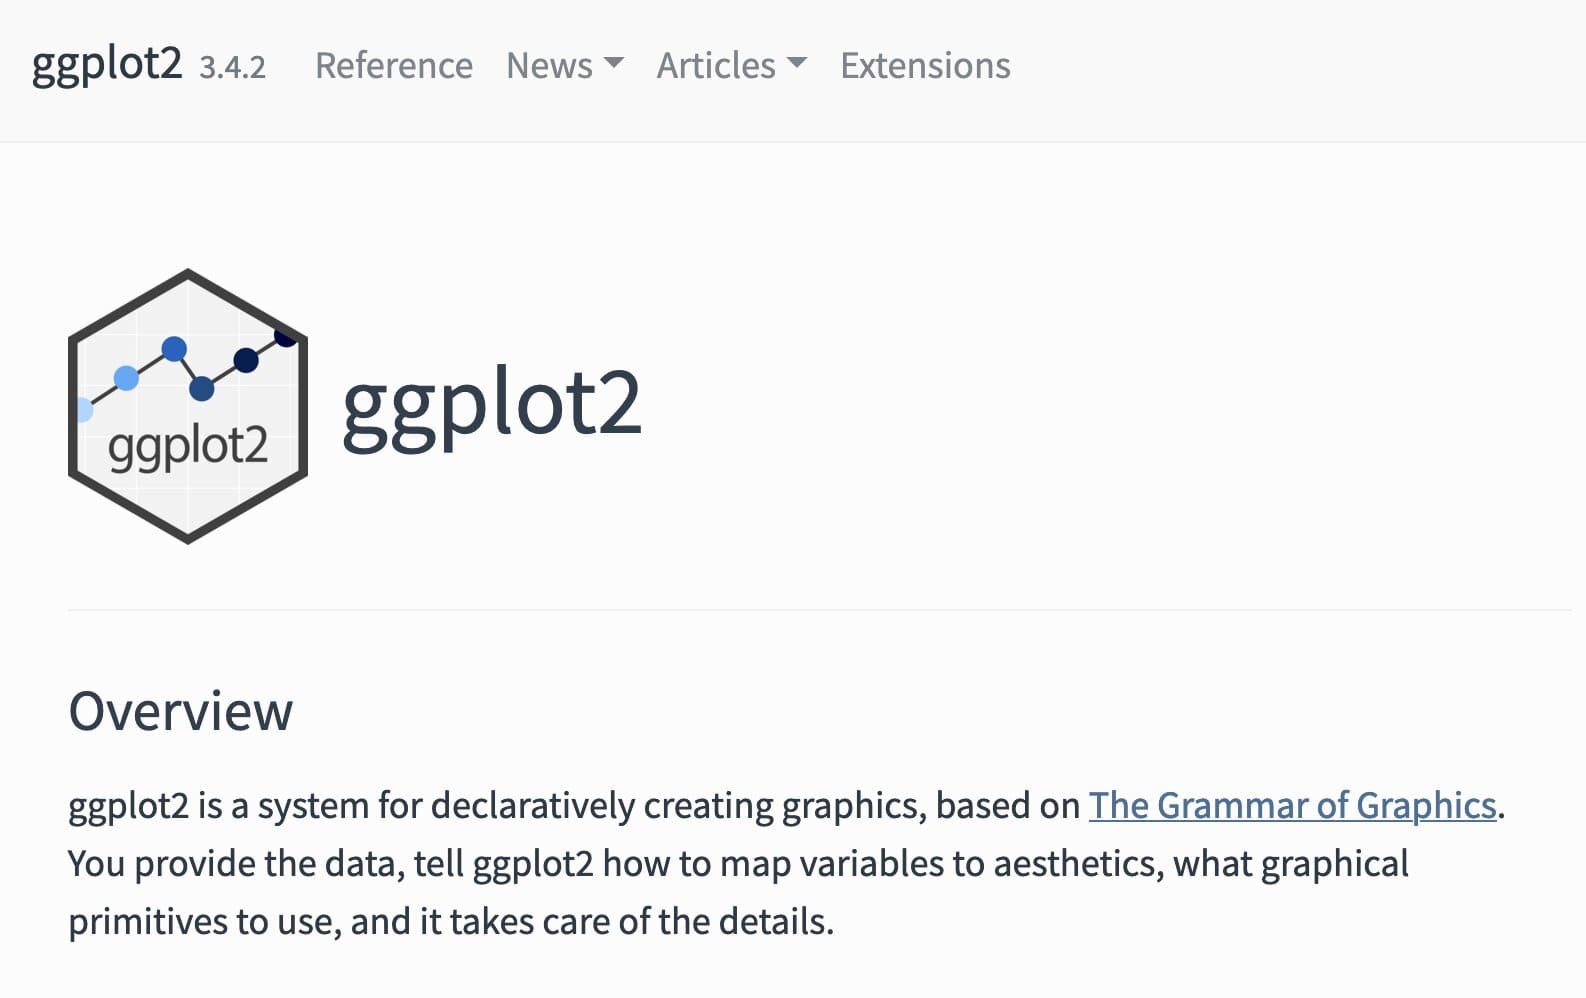 ggplot2 3.4.2 Reference News Articles Extensions
ggplot2
ggplot2
Overview
ggplot2 is a system for declaratively creating graphics, based on The Grammar of Graphics.
You provide the data, tell ggplot2 how to map variables to aesthetics, what graphical
primitives to use, and it takes care of the details.